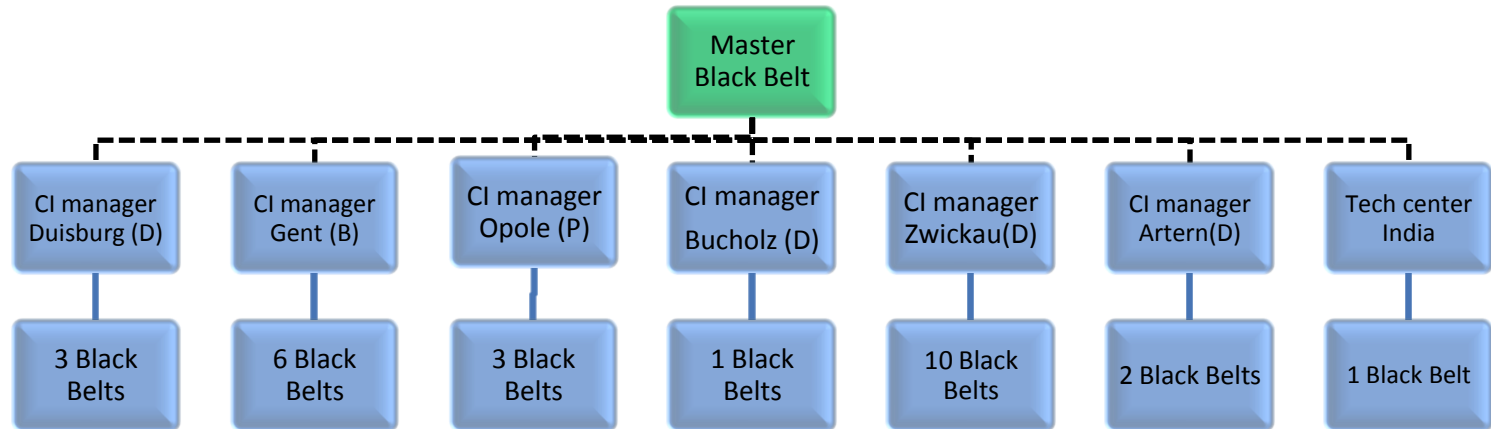 Master
Black Belt
CI manager
Duisburg (D)
CI manager
Gent (B)
CI manager
Opole (P)
CI manager
Bucholz (D)
CI manager
Zwickau(D)
CI manager
Artern(D)
Tech center
India
3 Black
Belts
6 Black
Belts
3 Black
Belts
1 Black
Belts
10 Black
Belts
2 Black Belts
1 Black Belt